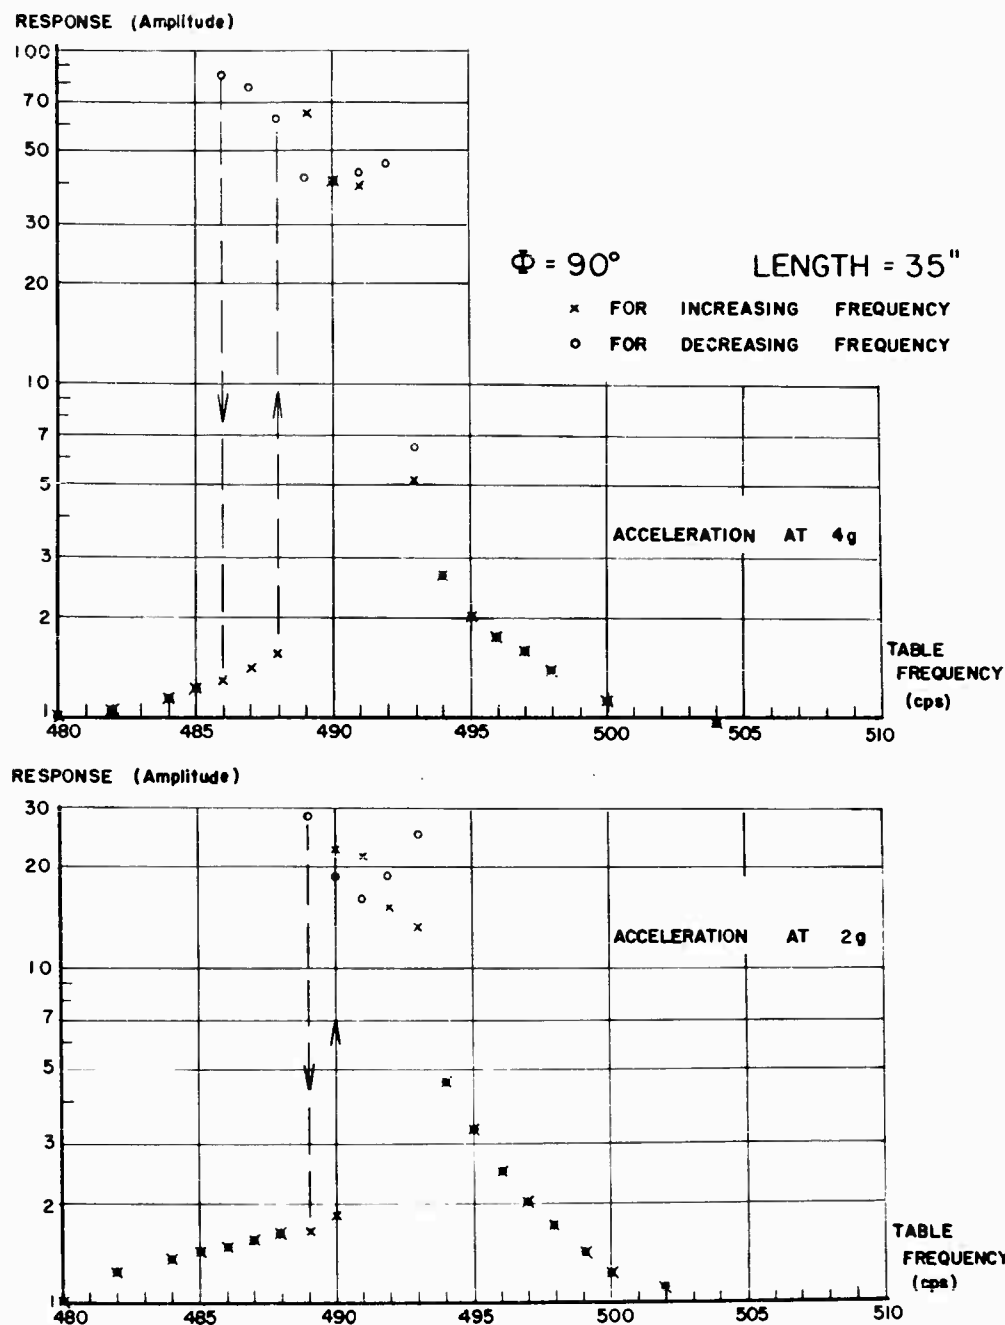 RESPONSE (Amplitude)
100
70
50
30
20
10
7
5
3
2
1
Φ = 90° LENGTH = 35"
× FOR INCREASING FREQUENCY
o FOR DECREASING FREQUENCY
ACCELERATION AT 4g
TABLE
FREQUENCY
(cps)
480 485 490 495 500 505 510
RESPONSE (Amplitude)
30
20
10
7
5
3
2
1
ACCELERATION AT 2g
TABLE
FREQUENCY
(cps)
480 485 490 495 500 505 510